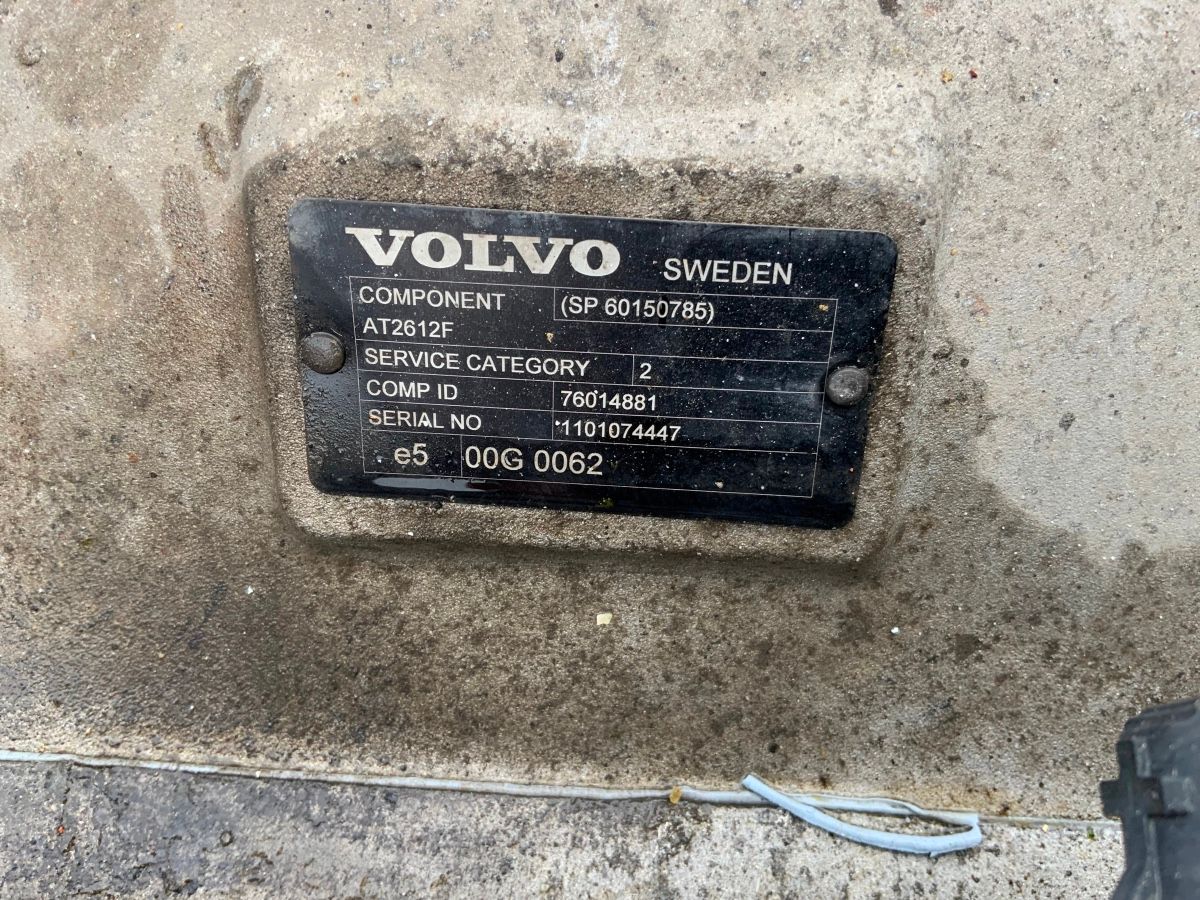 VOLVO SWEDEN
COMPONENT (SP 60150785)
AT2612F
SERVICE CATEGORY 2
COMP ID 76014881
SERIAL NO 1101074447
e5 00G 0062